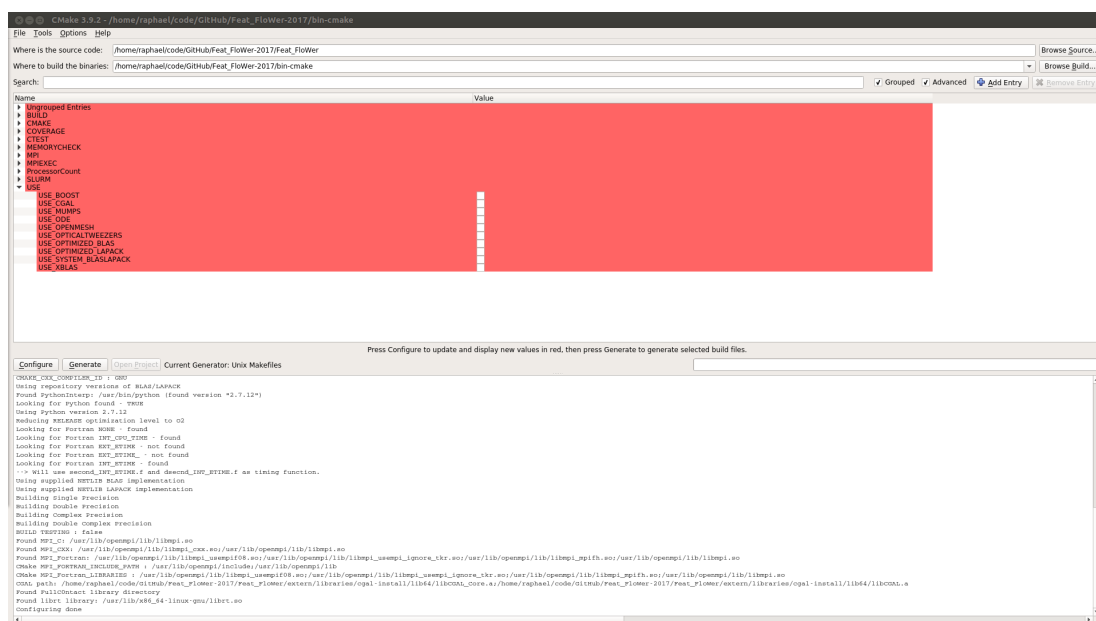 CMake 3.9.2 - /home/raphael/code/GitHub/Feat_FloWer-2017/bin-cmake
File Tools Options Help
Where is the source code: /home/raphael/code/GitHub/Feat_FloWer-2017/Feat_FloWer Browse Source...
Where to build the binaries: /home/raphael/code/GitHub/Feat_FloWer-2017/bin-cmake Browse Build...
Search: Grouped Advanced Add Entry Remove Entry
Name Value
Ungrouped Entries
BUILD
CMAKE
COVERAGE
CTEST
MEMORYCHECK
MPI
MPIEXEC
ProcessorCount
SLURM
USE
USE_BOOST
USE_CGAL
USE_MUMPS
USE_ODE
USE_OPENMESH
USE_OPTICALTWEEZERS
USE_OPTIMIZED_BLAS
USE_OPTIMIZED_LAPACK
USE_SYSTEM_BLASLAPACK
USE_XBLAS
Press Configure to update and display new values in red, then press Generate to generate selected build files.
Configure Generate Open Project Current Generator: Unix Makefiles
CMAKE_CXX_COMPILER_ID : GNU
Using repository versions of BLAS/LAPACK
Found PythonInterp: /usr/bin/python (found version "2.7.12")
Looking for Python found - TRUE
Using Python version 2.7.12
Reducing RELEASE optimization level to O2
Looking for Fortran NONE - found
Looking for Fortran INT_CPU_TIME - found
Looking for Fortran EXT_ETIME - not found
Looking for Fortran EXT_ETIME_ - not found
Looking for Fortran INT_ETIME - found
--> Will use second_INT_ETIME.f and dsecnd_INT_ETIME.f as timing function.
Using supplied NETLIB BLAS implementation
Using supplied NETLIB LAPACK implementation
Building Single Precision
Building Double Precision
Building Complex Precision
Building Double Complex Precision
BUILD TESTING : false
Found MPI_C: /usr/lib/openmpi/lib/libmpi.so
Found MPI_CXX: /usr/lib/openmpi/lib/libmpi_cxx.so;/usr/lib/openmpi/lib/libmpi.so
Found MPI_Fortran: /usr/lib/openmpi/lib/libmpi_usempif08.so;/usr/lib/openmpi/lib/libmpi_usempi_ignore_tkr.so;/usr/lib/openmpi/lib/libmpi_mpifh.so;/usr/lib/openmpi/lib/libmpi.so
CMake MPI_FORTRAN_INCLUDE_PATH : /usr/lib/openmpi/include;/usr/lib/openmpi/lib
CMake MPI_Fortran_LIBRARIES : /usr/lib/openmpi/lib/libmpi_usempif08.so;/usr/lib/openmpi/lib/libmpi_usempi_ignore_tkr.so;/usr/lib/openmpi/lib/libmpi_mpifh.so;/usr/lib/openmpi/lib/libmpi.so
CGAL path: /home/raphael/code/GitHub/Feat_FloWer-2017/Feat_FloWer/extern/libraries/cgal-install/lib64/libCGAL_Core.a;/home/raphael/code/GitHub/Feat_FloWer-2017/Feat_FloWer/extern/libraries/cgal-install/lib64/libCGAL.a
Found FullC0ntact library directory
Found librt library: /usr/lib/x86_64-linux-gnu/librt.so
Configuring done